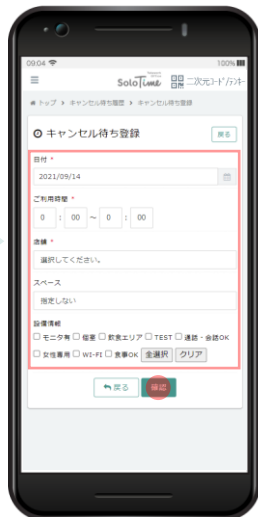 09:04 100%
SoloTime 二次元コード/ｱﾝｹｰ
トップ > キャンセル待ち履歴 > キャンセル待ち登録
キャンセル待ち登録 戻る
日付 *
2021/09/14
ご利用時間 *
0 : 00 ～ 0 : 00
店舗 *
選択してください。
スペース
指定しない
設備情報
モニタ有 個室 飲食エリア TEST 通話・会話OK
女性専用 WI-FI 食事OK 全選択 クリア
戻る 確認